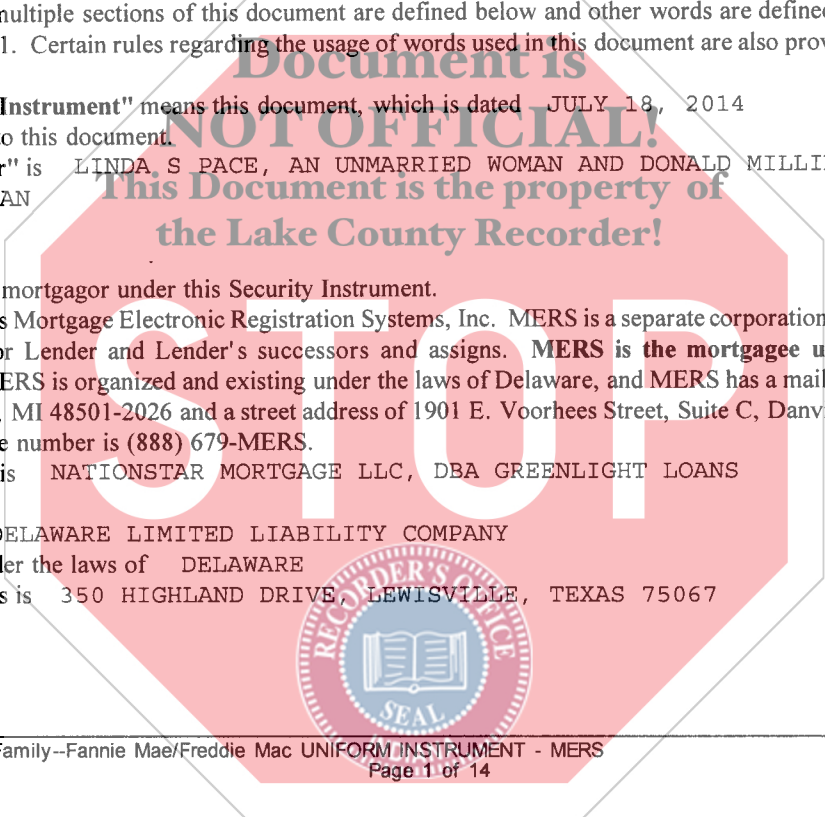 multiple sections of this document are defined below and other words are defined
1. Certain rules regarding the usage of words used in this document are also prov
Document is
Instrument" means this document, which is dated JULY 18, 2014
NOT OFFICIAL!
o this document.
r" is LINDA S PACE, AN UNMARRIED WOMAN AND DONALD MILLI
This Document is the property of
AN
the Lake County Recorder!
mortgagor under this Security Instrument.
s Mortgage Electronic Registration Systems, Inc. MERS is a separate corporation
or Lender and Lender's successors and assigns. MERS is the mortgagee u
ERS is organized and existing under the laws of Delaware, and MERS has a mail
, MI 48501-2026 and a street address of 1901 E. Voorhees Street, Suite C, Danvi
e number is (888) 679-MERS.
STOP
is NATIONSTAR MORTGAGE LLC, DBA GREENLIGHT LOANS
DELAWARE LIMITED LIABILITY COMPANY
der the laws of DELAWARE
s is 350 HIGHLAND DRIVE, LEWISVILLE, TEXAS 75067
RECORDER'S OFFICE
SEAL
INDIANA
Family--Fannie Mae/Freddie Mac UNIFORM INSTRUMENT - MERS
Page 1 of 14